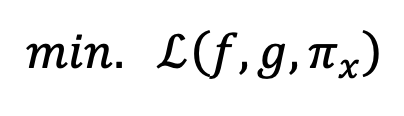 min. ℒ(f, g, πₓ)